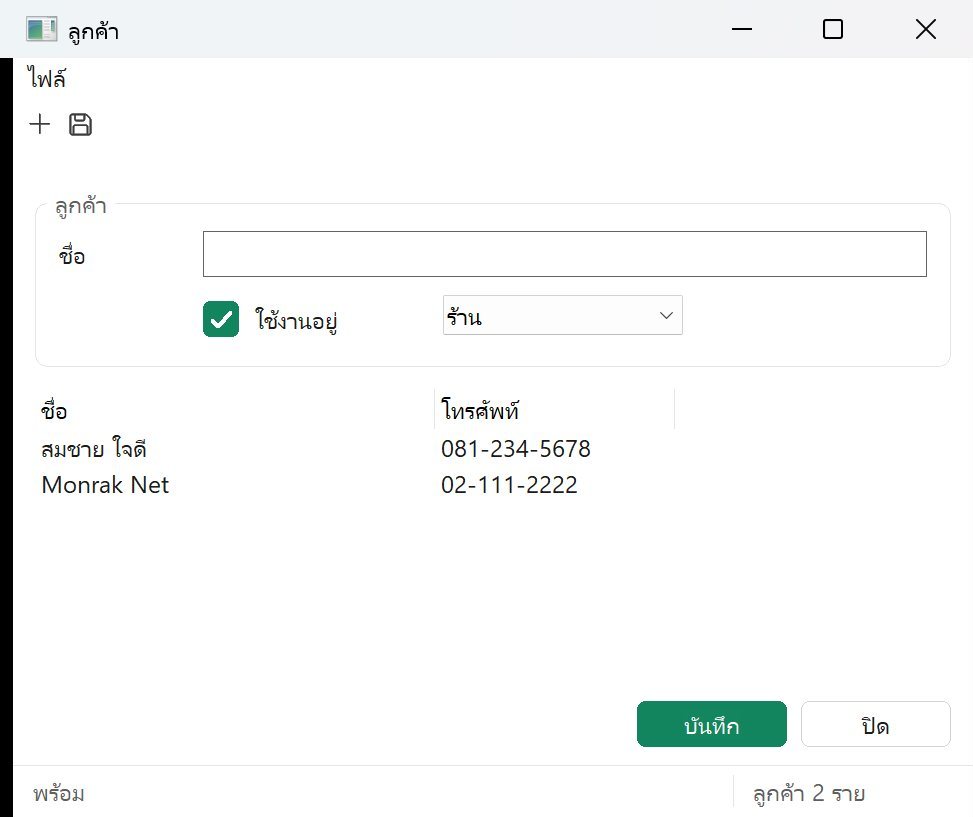 ลูกค้า
ไฟล์
ลูกค้า
ชื่อ
ใช้งานอยู่ ร้าน
ชื่อ โทรศัพท์
สมชาย ใจดี 081-234-5678
Monrak Net 02-111-2222
บันทึก ปิด
พร้อม ลูกค้า 2 ราย